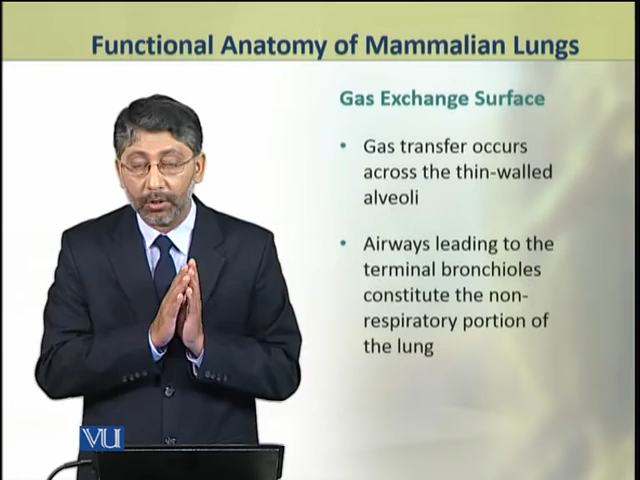 Functional Anatomy of Mammalian Lungs
Gas Exchange Surface
• Gas transfer occurs
across the thin-walled
alveoli
• Airways leading to the
terminal bronchioles
constitute the non-
respiratory portion of
the lung
VU